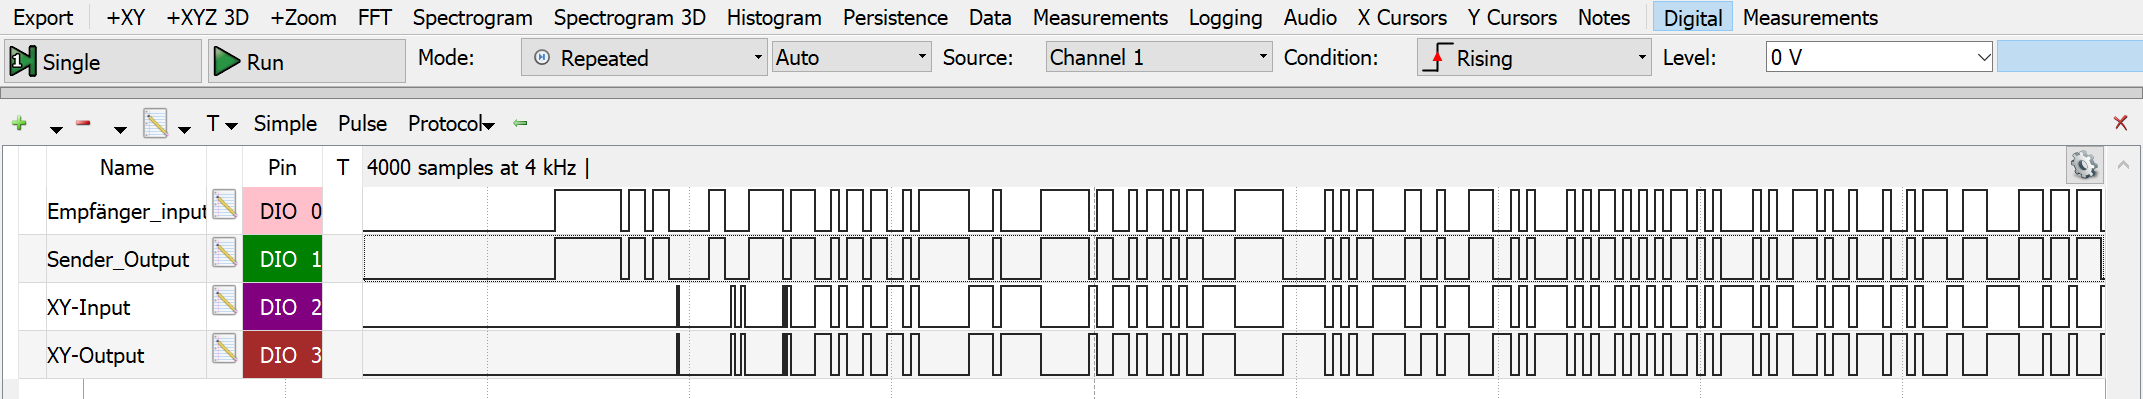 Export +XY +XYZ 3D +Zoom FFT Spectrogram Spectrogram 3D Histogram Persistence Data Measurements Logging Audio X Cursors Y Cursors Notes Digital Measurements
1 Single Run Mode: Repeated Auto Source: Channel 1 Condition: Rising Level: 0 V
T Simple Pulse Protocol
Name Pin T 4000 samples at 4 kHz |
Empfänger_input DIO 0
Sender_Output DIO 1
XY-Input DIO 2
XY-Output DIO 3